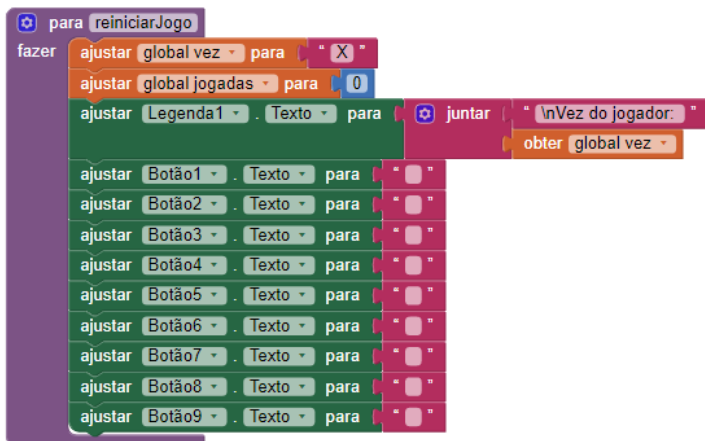 para reiniciarJogo
fazer ajustar global vez para " X "
ajustar global jogadas para 0
ajustar Legenda1 . Texto para juntar " \nVez do jogador: "
obter global vez
ajustar Botão1 . Texto para " "
ajustar Botão2 . Texto para " "
ajustar Botão3 . Texto para " "
ajustar Botão4 . Texto para " "
ajustar Botão5 . Texto para " "
ajustar Botão6 . Texto para " "
ajustar Botão7 . Texto para " "
ajustar Botão8 . Texto para " "
ajustar Botão9 . Texto para " "